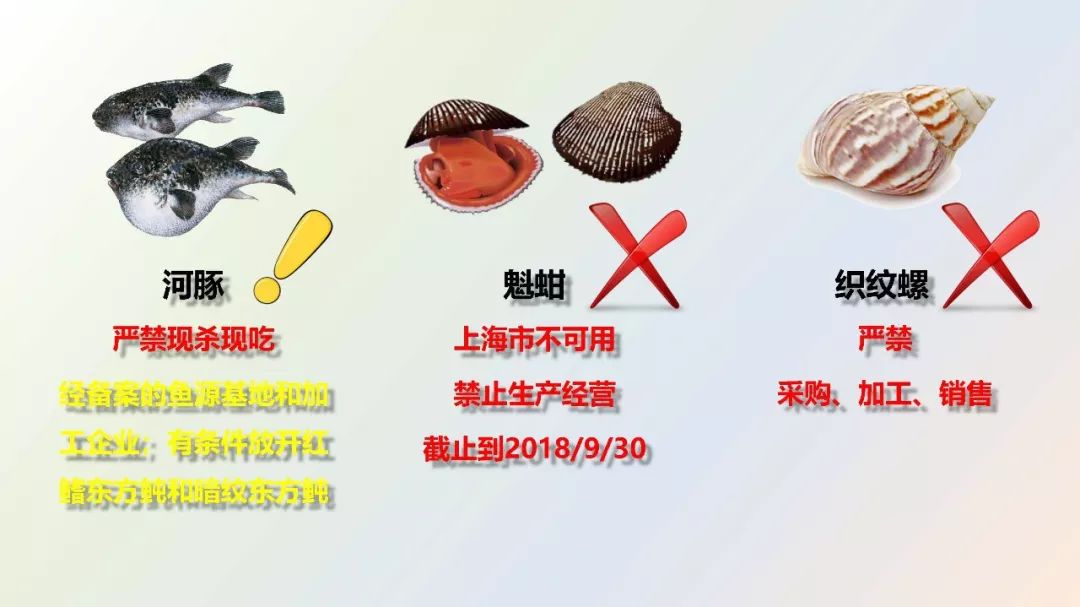 河豚
严禁现杀现吃
经备案的鱼源基地和加
工企业；有条件放开红
鳍东方鲀和暗纹东方鲀
魁蚶
上海市不可用
禁止生产经营
截止到2018/9/30
织纹螺
严禁
采购、加工、销售